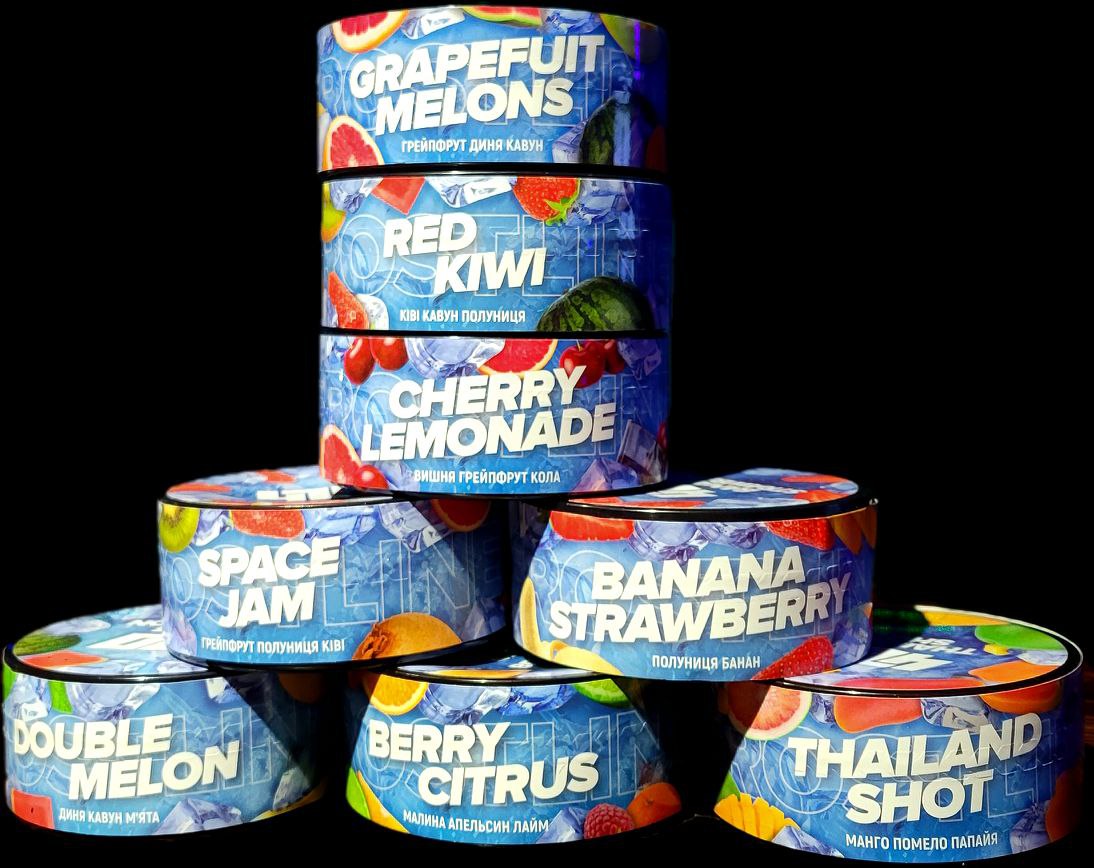 GRAPEFUIT
MELONS
ГРЕЙПФРУТ ДИНЯ КАВУН
RED
KIWI
КІВІ КАВУН ПОЛУНИЦЯ
CHERRY
LEMONADE
ВИШНЯ ГРЕЙПФРУТ КОЛА
SPACE
JAM
ГРЕЙПФРУТ ПОЛУНИЦЯ КІВІ
BANANA
STRAWBERRY
ПОЛУНИЦЯ БАНАН
DOUBLE
MELON
ДИНЯ КАВУН М'ЯТА
BERRY
CITRUS
МАЛИНА АПЕЛЬСИН ЛАЙМ
THAILAND
SHOT
МАНГО ПОМЕЛО ПАПАЙЯ